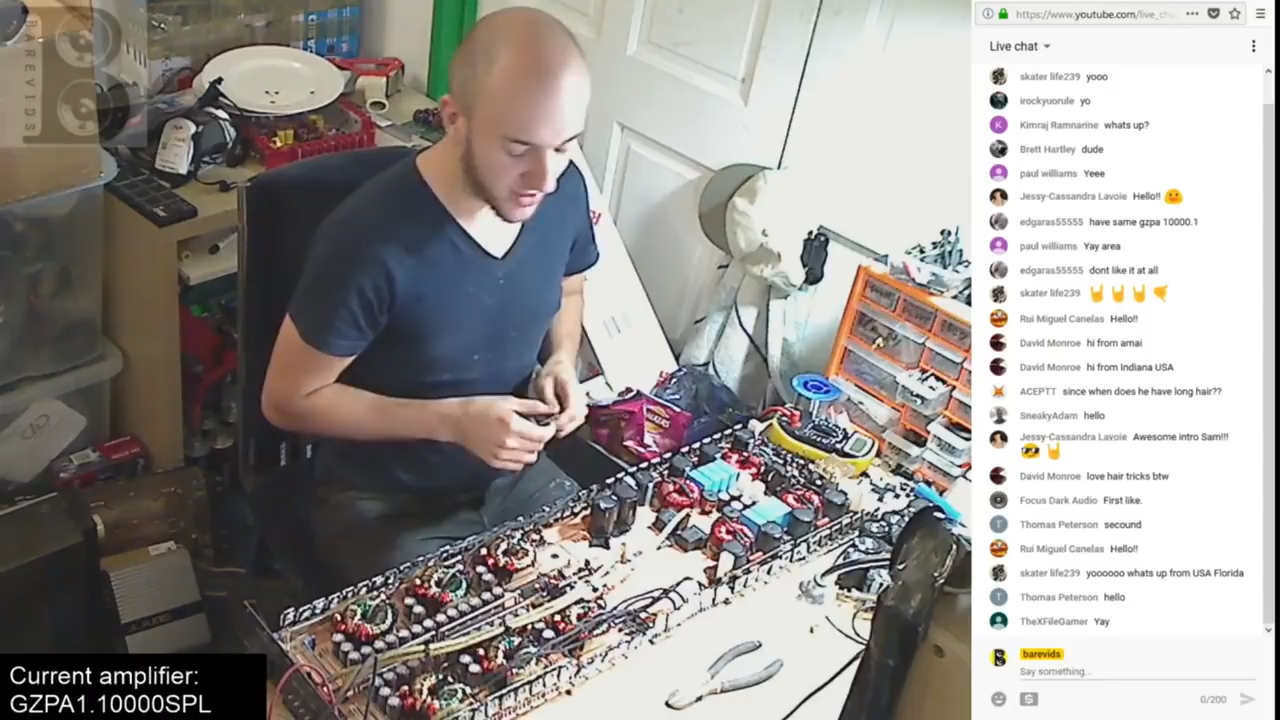 BAREVIDS
WALKERS
JL AUDIO
Current amplifier:
GZPA1.10000SPL
https://www.youtube.com/live_ch
Live chat
skater life239 yooo
irockyuorule yo
K Kimraj Ramnarine whats up?
Brett Hartley dude
paul williams Yeee
Jessy-Cassandra Lavoie Hello!!
edgaras55555 have same gzpa 10000.1
paul williams Yay area
edgaras55555 dont like it at all
skater life239
Rui Miguel Canelas Hello!!
David Monroe hi from amai
David Monroe hi from Indiana USA
ACEPTT since when does he have long hair??
SneakyAdam hello
Jessy-Cassandra Lavoie Awesome intro Sam!!!
David Monroe love hair tricks btw
Focus Dark Audio First like.
T Thomas Peterson secound
Rui Miguel Canelas Hello!!
skater life239 yoooooo whats up from USA Florida
T Thomas Peterson hello
TheXFileGamer Yay
barevids
Say something...
0/200